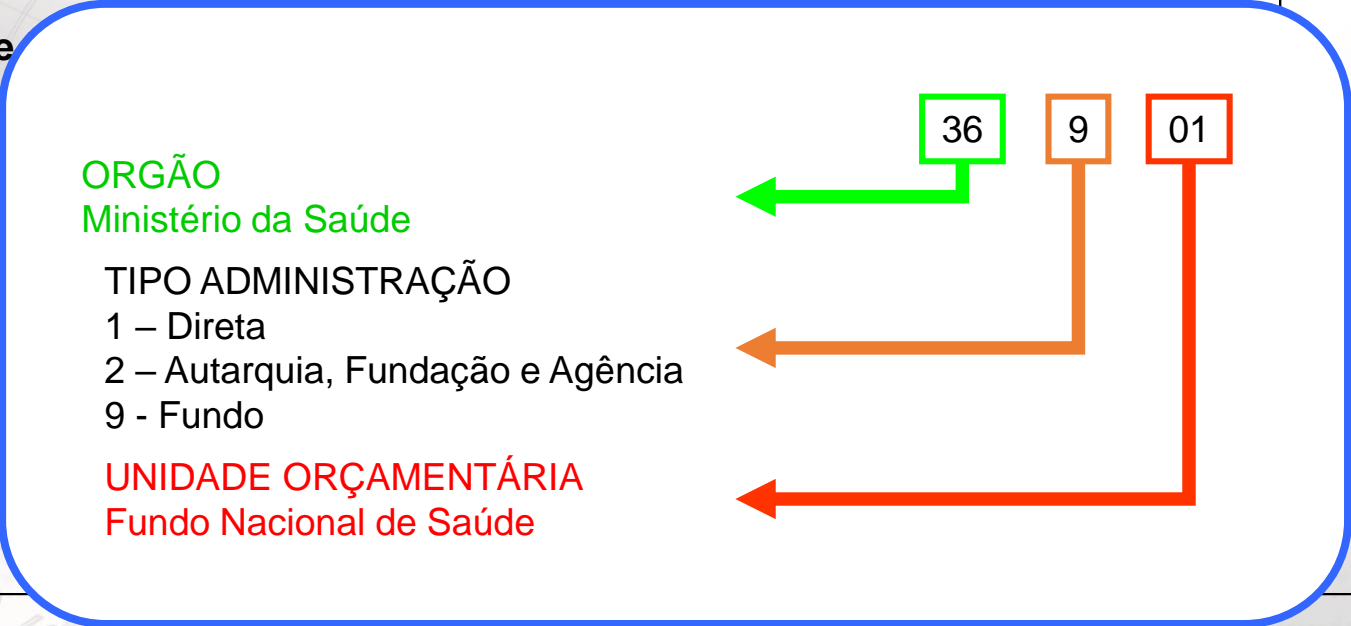 e
36 9 01
ORGÃO
Ministério da Saúde
TIPO ADMINISTRAÇÃO
1 – Direta
2 – Autarquia, Fundação e Agência
9 - Fundo
UNIDADE ORÇAMENTÁRIA
Fundo Nacional de Saúde